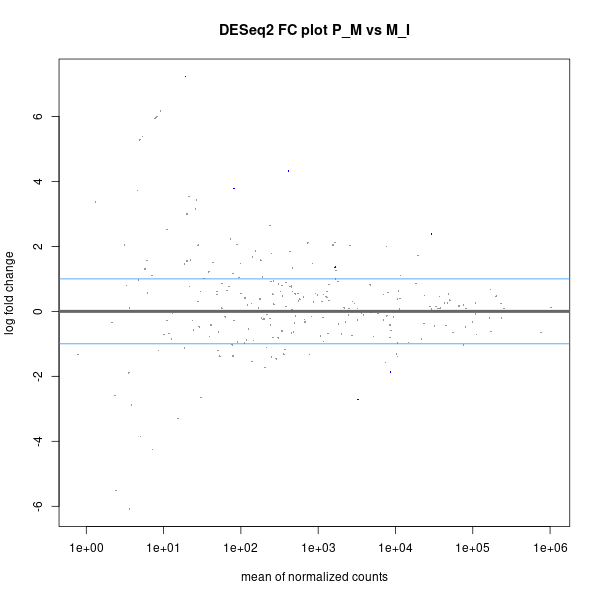 DESeq2 FC plot P_M vs M_I
log fold change
6
4
2
0
-2
-4
-6
1e+00 1e+01 1e+02 1e+03 1e+04 1e+05 1e+06
mean of normalized counts